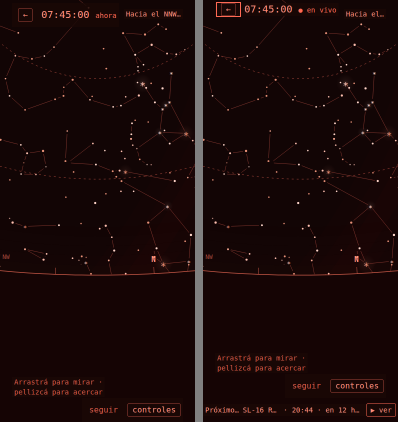 ← 07:45:00 ahora Hacia el NNW…
NW
N
Arrastrá para mirar ·
pellizcá para acercar
seguir controles
← 07:45:00 ● en vivo Hacia el…
NW
N
Arrastrá para mirar ·
pellizcá para acercar
seguir controles
Próximo… SL-16 R… · 20:44 · en 12 h… ▶ ver